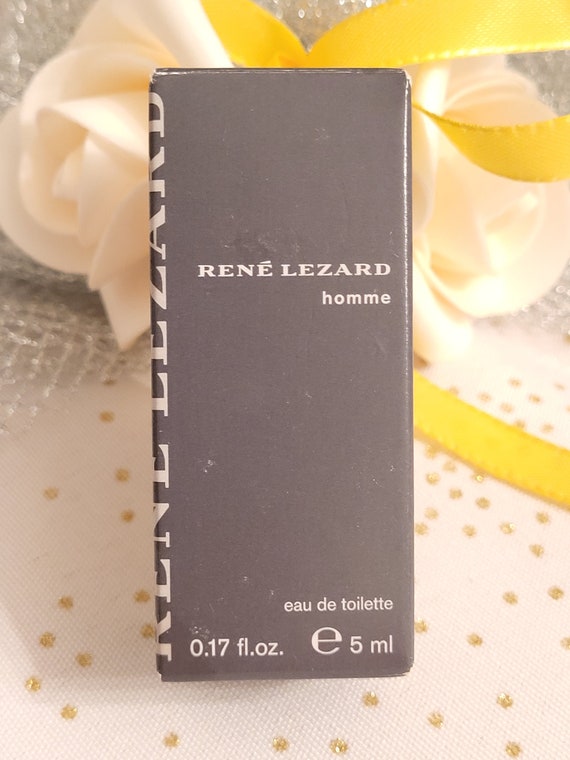 RENÉ LEZARD
RENÉ LEZARD
homme
eau de toilette
0.17 fl.oz. ℮ 5 ml